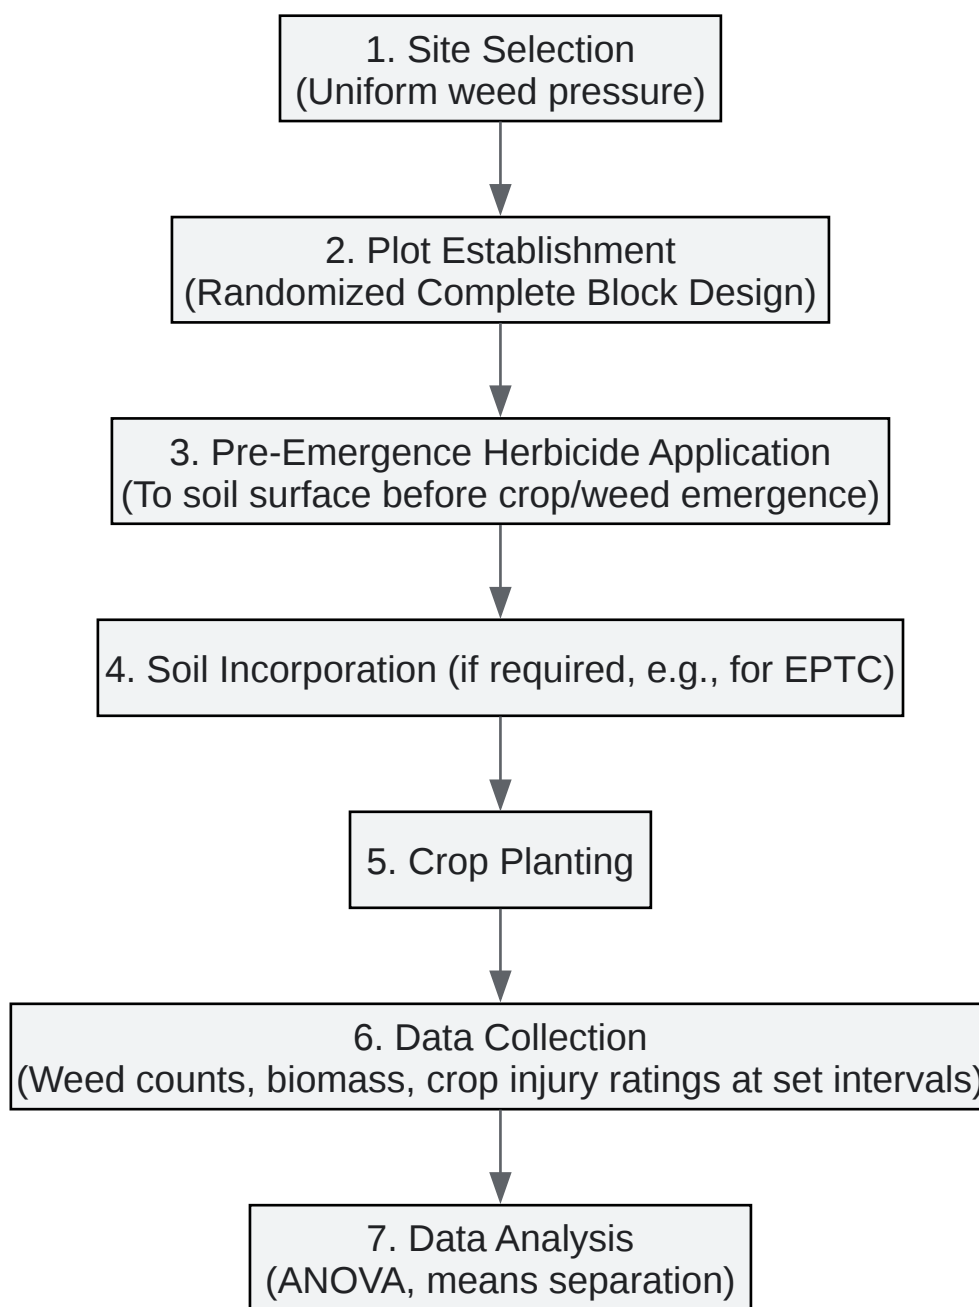 1. Site Selection
(Uniform weed pressure)
2. Plot Establishment
(Randomized Complete Block Design)
3. Pre-Emergence Herbicide Application
(To soil surface before crop/weed emergence)
4. Soil Incorporation (if required, e.g., for EPTC)
5. Crop Planting
6. Data Collection
(Weed counts, biomass, crop injury ratings at set intervals)
7. Data Analysis
(ANOVA, means separation)